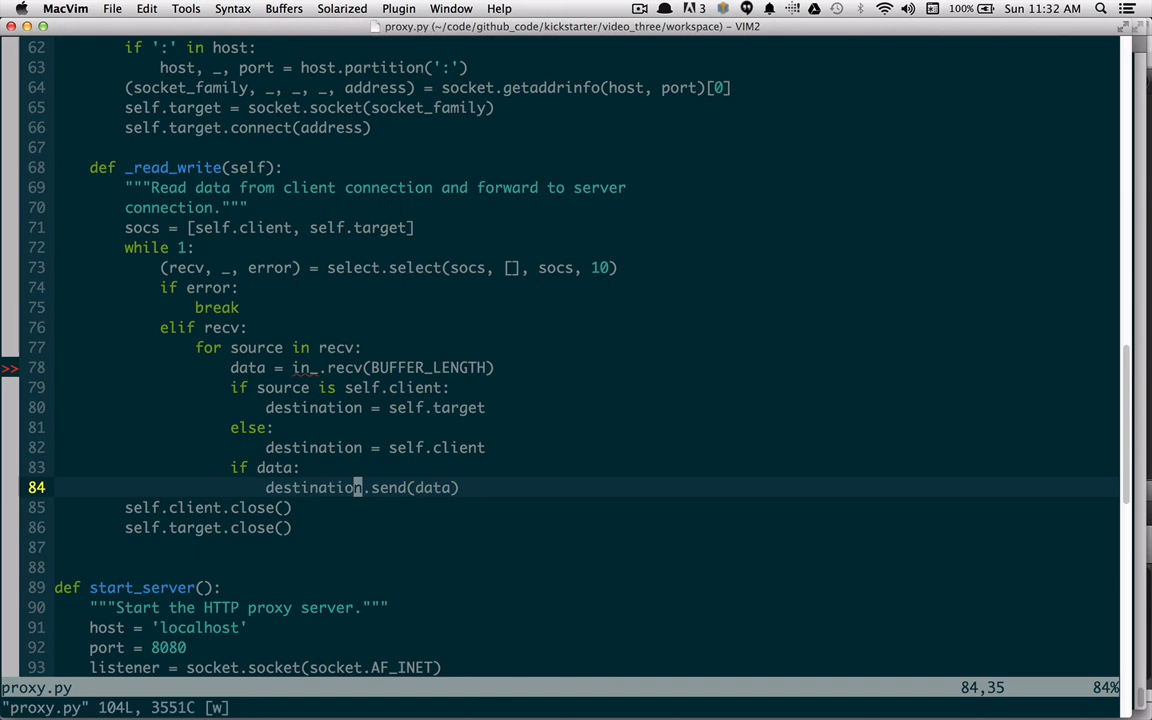 MacVim File Edit Tools Syntax Buffers Solarized Plugin Window Help 3 100% Sun 11:32 AM
proxy.py (~/code/github_code/kickstarter/video_three/workspace) – VIM2
62 if ':' in host:
63 host, _, port = host.partition(':')
64 (socket_family, _, _, _, address) = socket.getaddrinfo(host, port)[0]
65 self.target = socket.socket(socket_family)
66 self.target.connect(address)
67
68 def _read_write(self):
69 """Read data from client connection and forward to server
70 connection."""
71 socs = [self.client, self.target]
72 while 1:
73 (recv, _, error) = select.select(socs, [], socs, 10)
74 if error:
75 break
76 elif recv:
77 for source in recv:
>> 78 data = in_.recv(BUFFER_LENGTH)
79 if source is self.client:
80 destination = self.target
81 else:
82 destination = self.client
83 if data:
84 destination.send(data)
85 self.client.close()
86 self.target.close()
87
88
89 def start_server():
90 """Start the HTTP proxy server."""
91 host = 'localhost'
92 port = 8080
93 listener = socket.socket(socket.AF_INET)
proxy.py 84,35 84%
"proxy.py" 104L, 3551C [w]